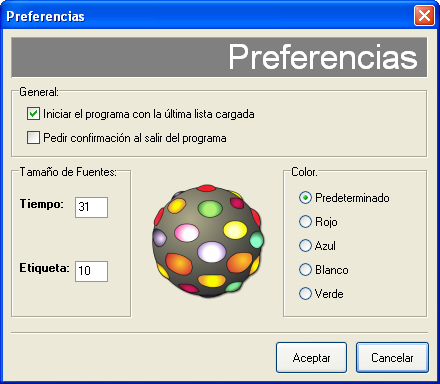 Preferencias
Preferencias
General:
Iniciar el programa con la última lista cargada
Pedir confirmación al salir del programa
Tamaño de Fuentes:
Tiempo: 31
Etiqueta: 10
Color.
Predeterminado
Rojo
Azul
Blanco
Verde
Aceptar Cancelar